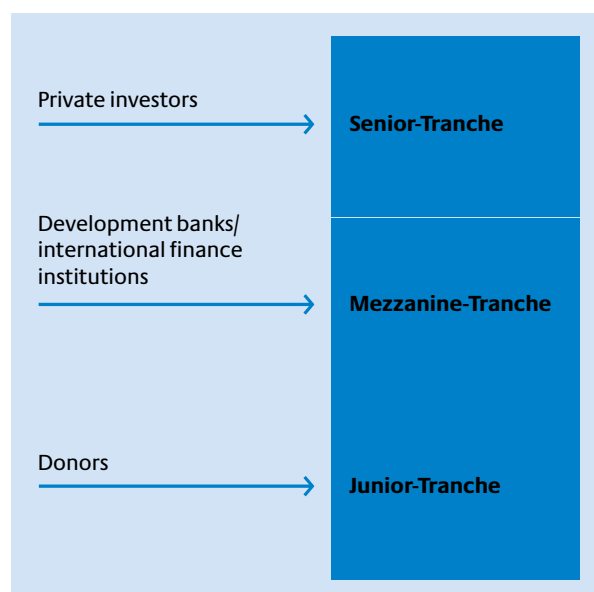 Private investors
Senior-Tranche
Development banks/
international finance
institutions
Mezzanine-Tranche
Donors
Junior-Tranche